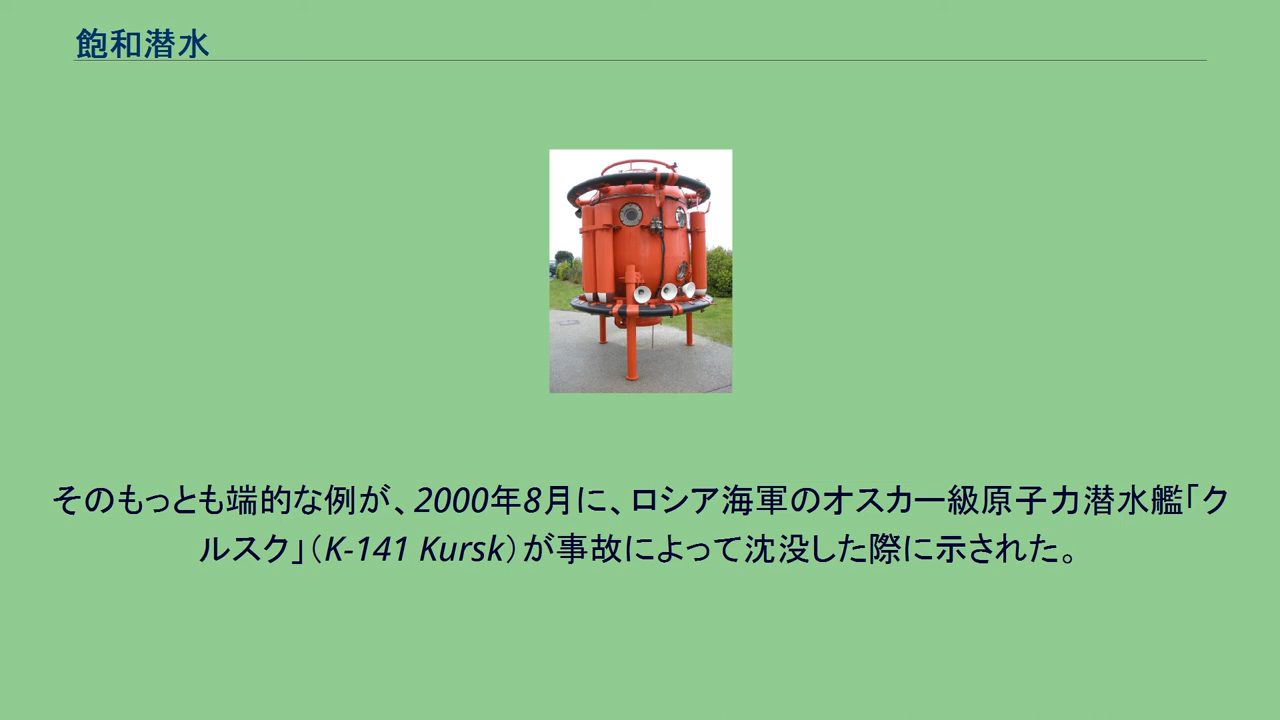 飽和潜水
そのもっとも端的な例が、2000年8月に、ロシア海軍のオスカー級原子力潜水艦｢ク
ルスク｣（K-141 Kursk）が事故によって沈没した際に示された。